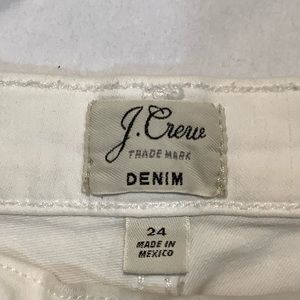 J.Crew
TRADE MARK
DENIM
24
MADE IN
MEXICO